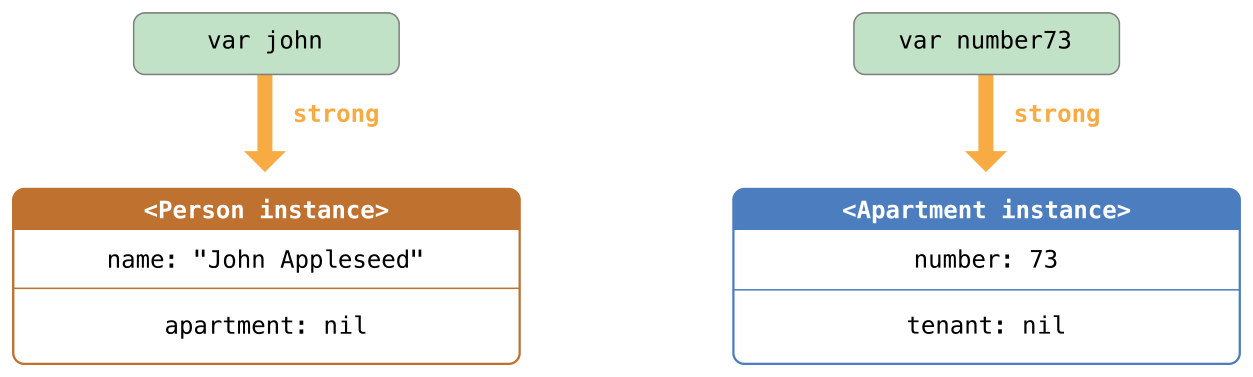 var john
var number73
strong
strong
<Person instance>
<Apartment instance>
name: "John Appleseed"
number: 73
apartment: nil
tenant: nil